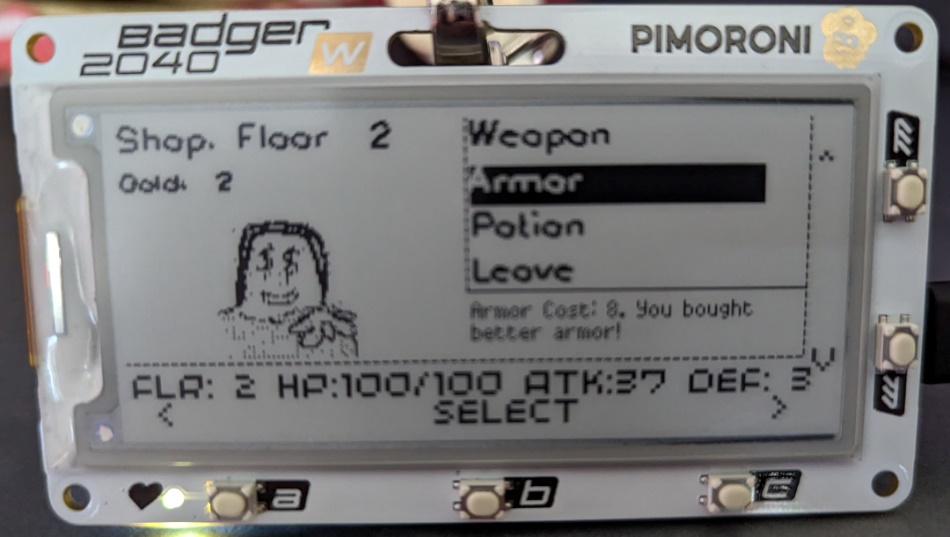 Badger
2040 W
PIMORONI
Shop. Floor 2
Gold: 2
Weapon
Armor
Potion
Leave
Armor Cost: 8. You bought
better armor!
FLR: 2 HP:100/100 ATK:37 DEF: 3
< SELECT >
a
b
c